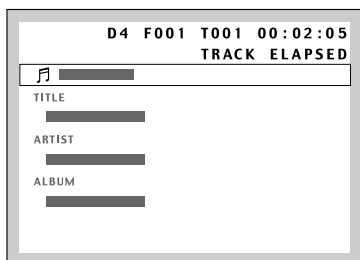 D4 F001 T001 00:02:05
TRACK ELAPSED
TITLE
ARTIST
ALBUM